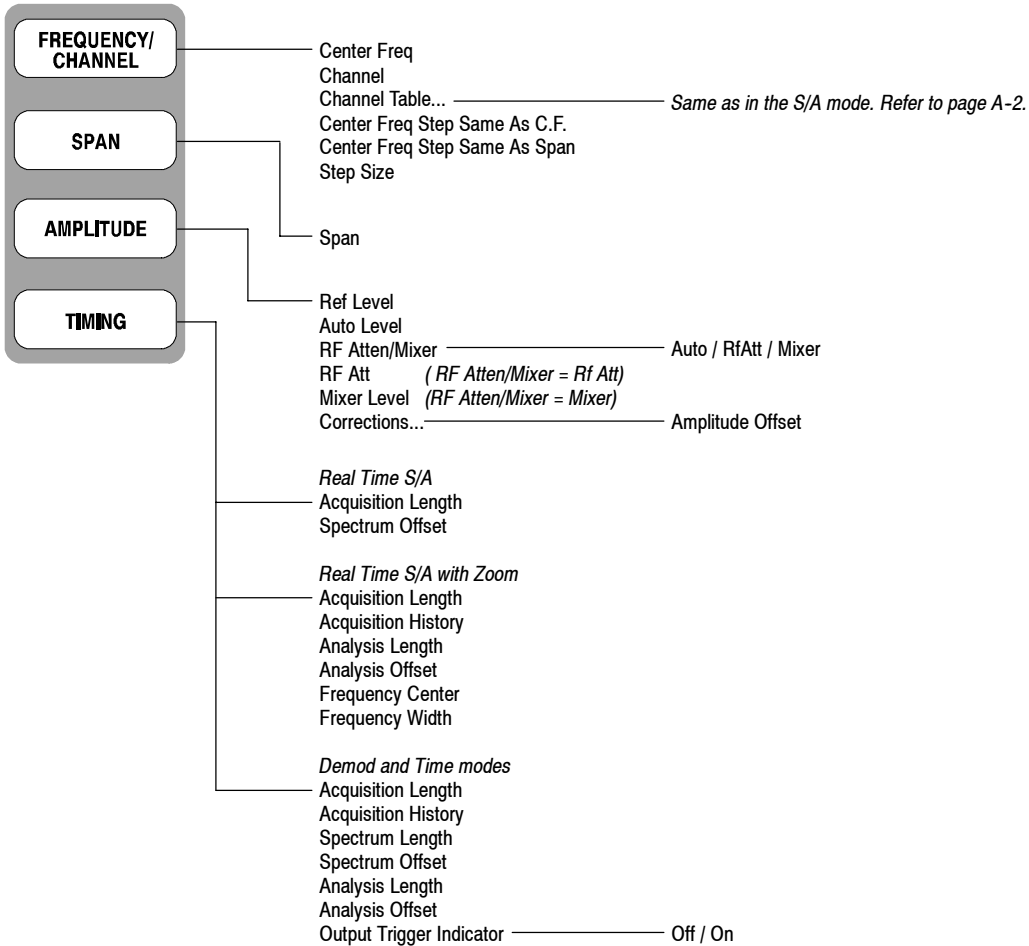 FREQUENCY/
CHANNEL
SPAN
AMPLITUDE
TIMING
Center Freq
Channel
Channel Table... Same as in the S/A mode. Refer to page A-2.
Center Freq Step Same As C.F.
Center Freq Step Same As Span
Step Size
Span
Ref Level
Auto Level
RF Atten/Mixer Auto / RfAtt / Mixer
RF Att ( RF Atten/Mixer = Rf Att)
Mixer Level (RF Atten/Mixer = Mixer)
Corrections... Amplitude Offset
Real Time S/A
Acquisition Length
Spectrum Offset
Real Time S/A with Zoom
Acquisition Length
Acquisition History
Analysis Length
Analysis Offset
Frequency Center
Frequency Width
Demod and Time modes
Acquisition Length
Acquisition History
Spectrum Length
Spectrum Offset
Analysis Length
Analysis Offset
Output Trigger Indicator Off / On